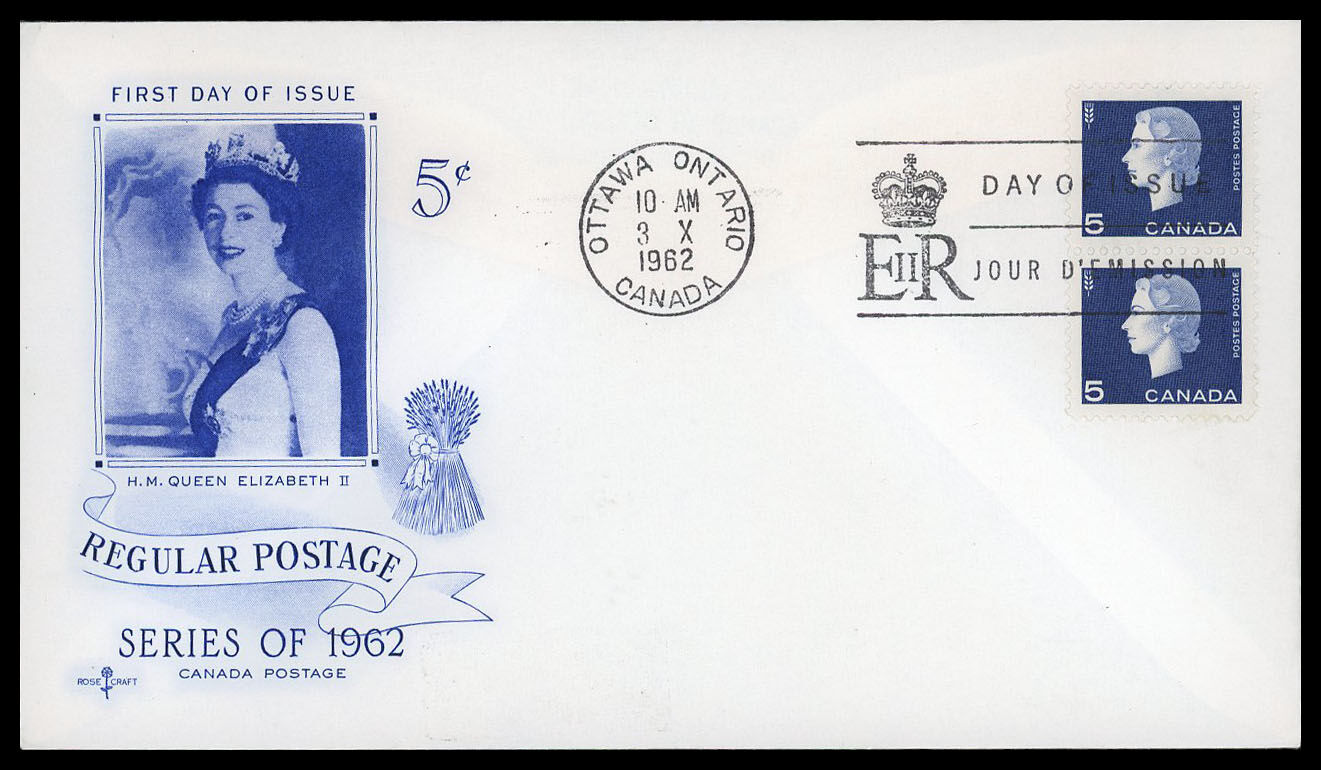 FIRST DAY OF ISSUE
5¢
H.M. QUEEN ELIZABETH II
REGULAR POSTAGE
SERIES OF 1962
CANADA POSTAGE
ROSE CRAFT
OTTAWA ONTARIO
10 AM
3 X
1962
CANADA
EIIR
DAY OF ISSUE
JOUR D'EMISSION
POSTES POSTAGE
5 CANADA
POSTES POSTAGE
5 CANADA